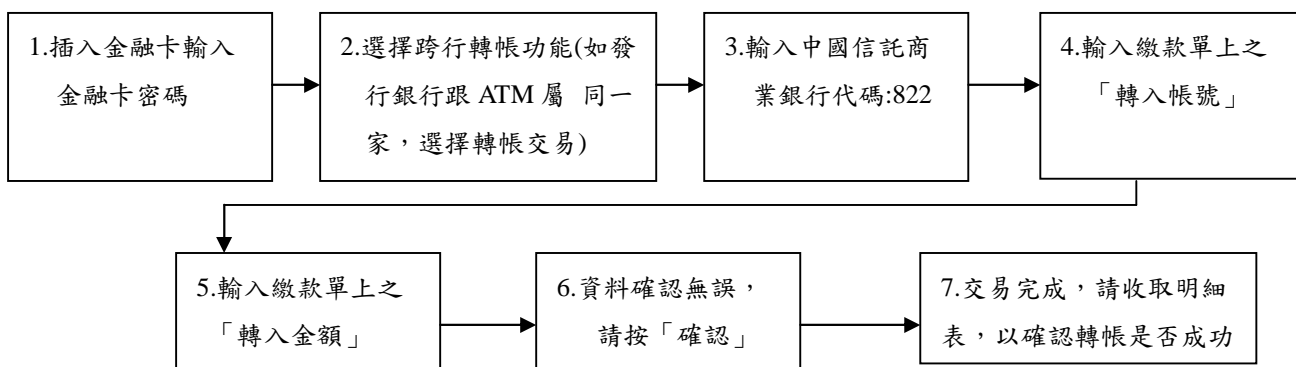 1.插入金融卡輸入
金融卡密碼
2.選擇跨行轉帳功能(如發
行銀行跟 ATM 屬 同一
家，選擇轉帳交易)
3.輸入中國信託商
業銀行代碼:822
4.輸入繳款單上之
「轉入帳號」
5.輸入繳款單上之
「轉入金額」
6.資料確認無誤，
請按「確認」
7.交易完成，請收取明細
表，以確認轉帳是否成功